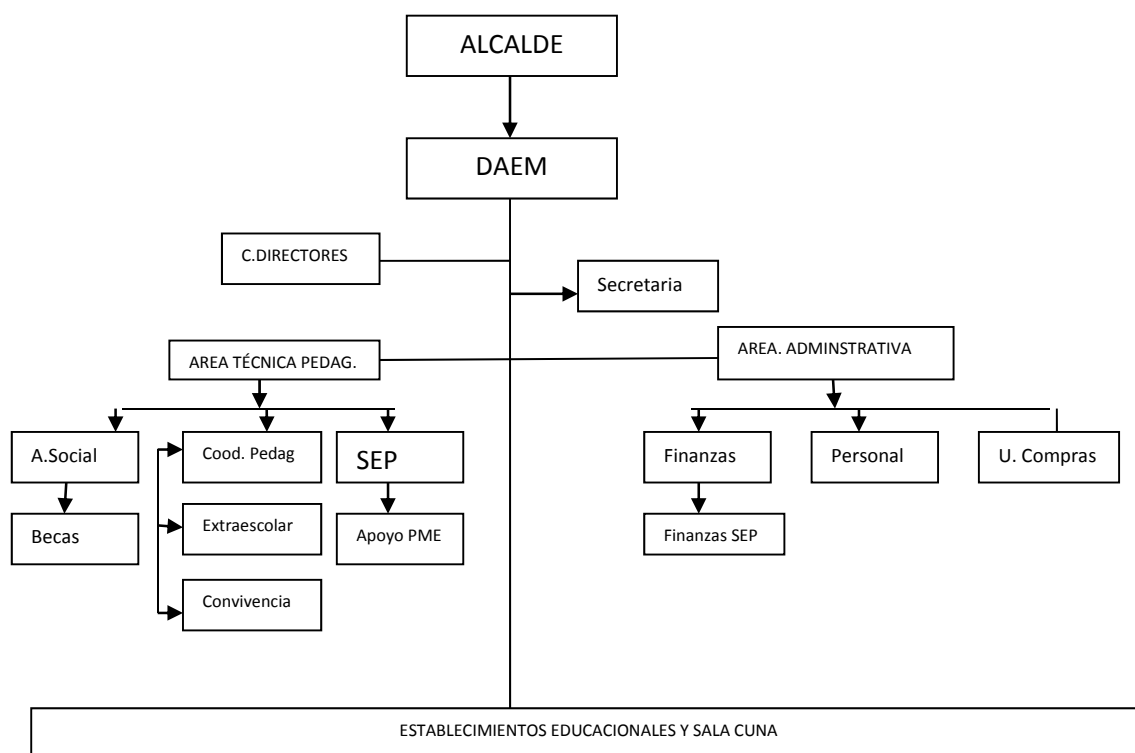 ALCALDE
DAEM
C.DIRECTORES
Secretaria
AREA TÉCNICA PEDAG.
AREA. ADMINSTRATIVA
A.Social
Cood. Pedag
SEP
Finanzas
Personal
U. Compras
Becas
Extraescolar
Apoyo PME
Finanzas SEP
Convivencia
ESTABLECIMIENTOS EDUCACIONALES Y SALA CUNA